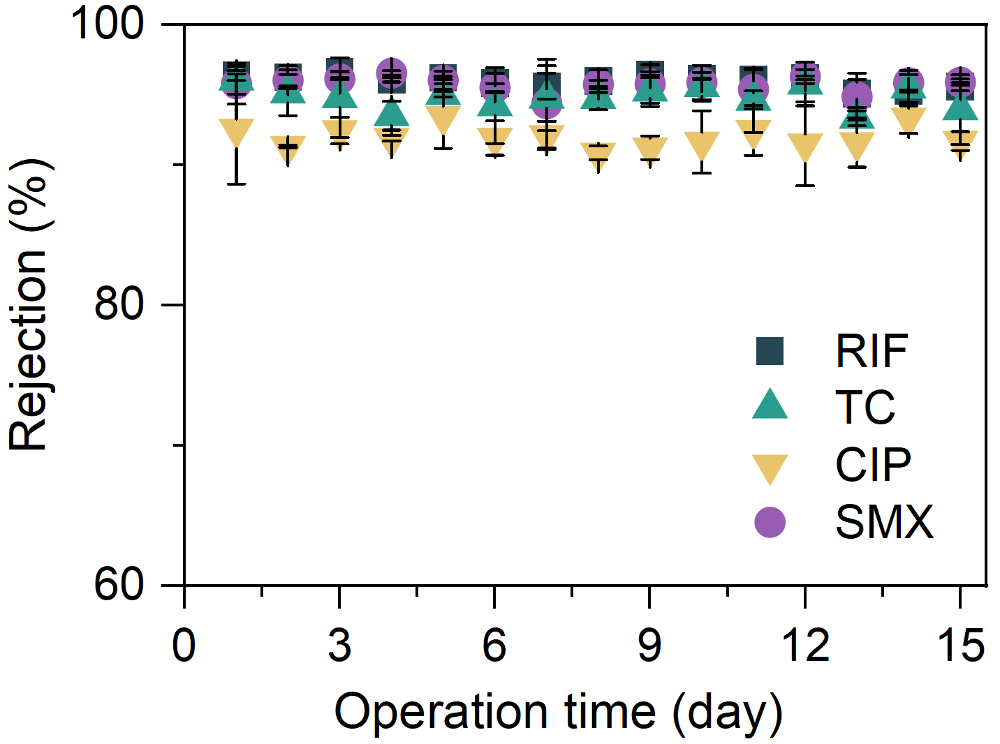 100
80
60
Rejection (%)
RIF
TC
CIP
SMX
0 3 6 9 12 15
Operation time (day)